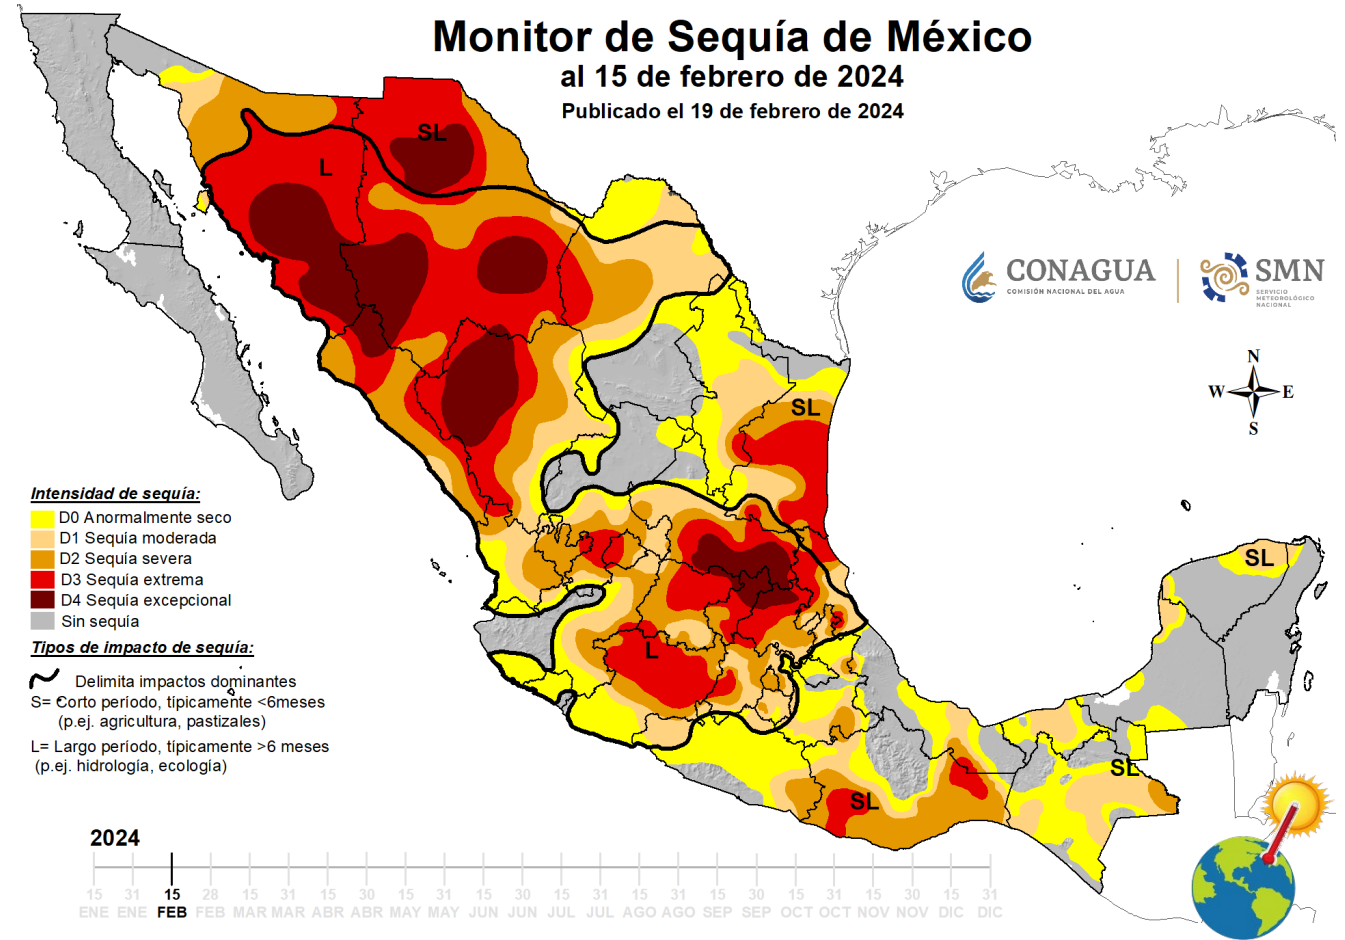 Monitor de Sequía de México
al 15 de febrero de 2024
Publicado el 19 de febrero de 2024
SL
L
CONAGUA
COMISIÓN NACIONAL DEL AGUA
SMN
SERVICIO
METEOROLÓGICO
NACIONAL
N
W E
S
SL
Intensidad de sequía:
D0 Anormalmente seco
D1 Sequía moderada
D2 Sequía severa
D3 Sequía extrema
D4 Sequía excepcional
Sin sequía
SL
L
Tipos de impacto de sequía:
Delimita impactos dominantes
S= Corto período, típicamente <6meses
(p.ej. agricultura, pastizales)
L= Largo período, típicamente >6 meses
(p.ej. hidrología, ecología)
SL
SL
2024
15 31 15 28 15 31 15 30 15 31 15 30 15 31 15 31 15 30 15 31 15 30 15 31
ENE ENE FEB FEB MAR MAR ABR ABR MAY MAY JUN JUN JUL JUL AGO AGO SEP SEP OCT OCT NOV NOV DIC DIC